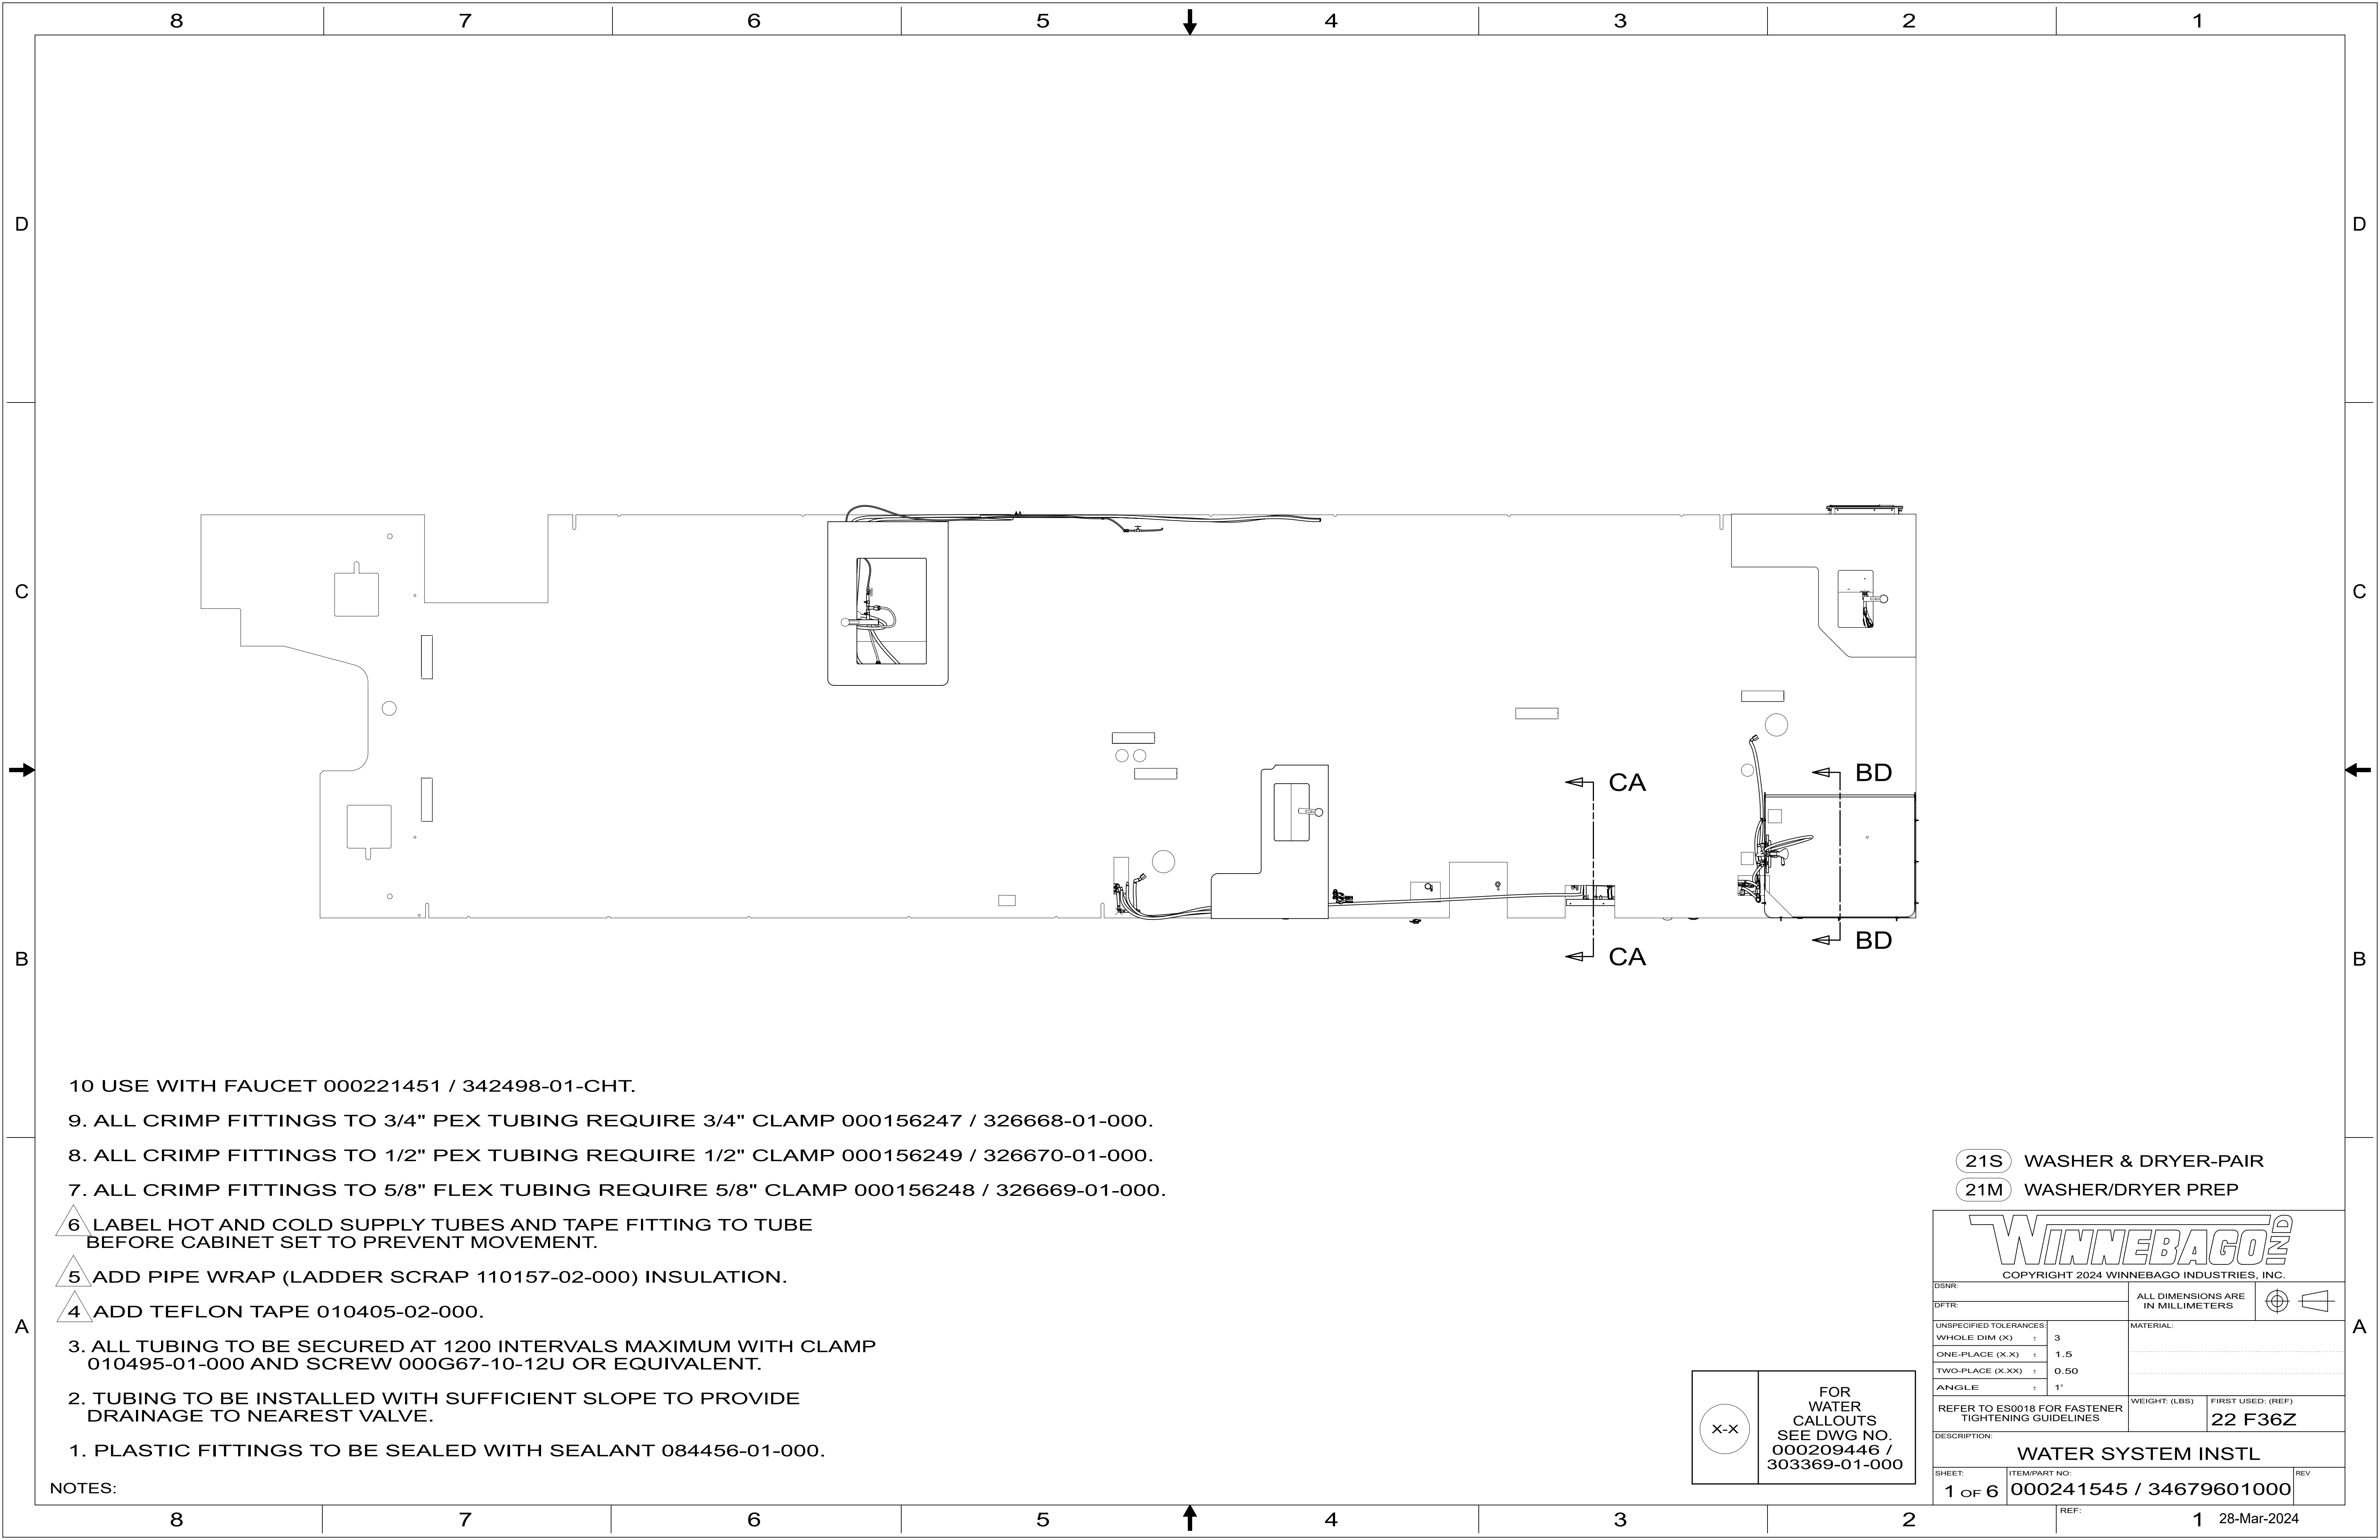 8 7 6 5 4 3 2 1
D D
C C
CA BD
CA BD
B B
10 USE WITH FAUCET 000221451 / 342498-01-CHT.
9. ALL CRIMP FITTINGS TO 3/4" PEX TUBING REQUIRE 3/4" CLAMP 000156247 / 326668-01-000.
8. ALL CRIMP FITTINGS TO 1/2" PEX TUBING REQUIRE 1/2" CLAMP 000156249 / 326670-01-000.
7. ALL CRIMP FITTINGS TO 5/8" FLEX TUBING REQUIRE 5/8" CLAMP 000156248 / 326669-01-000.
6 LABEL HOT AND COLD SUPPLY TUBES AND TAPE FITTING TO TUBE
BEFORE CABINET SET TO PREVENT MOVEMENT.
5 ADD PIPE WRAP (LADDER SCRAP 110157-02-000) INSULATION.
4 ADD TEFLON TAPE 010405-02-000.
3. ALL TUBING TO BE SECURED AT 1200 INTERVALS MAXIMUM WITH CLAMP
010495-01-000 AND SCREW 000G67-10-12U OR EQUIVALENT.
2. TUBING TO BE INSTALLED WITH SUFFICIENT SLOPE TO PROVIDE
DRAINAGE TO NEAREST VALVE.
1. PLASTIC FITTINGS TO BE SEALED WITH SEALANT 084456-01-000.
NOTES:
A A
X-X
FOR
WATER
CALLOUTS
SEE DWG NO.
000209446 /
303369-01-000
21S WASHER & DRYER-PAIR
21M WASHER/DRYER PREP
WINNEBAGO IND
COPYRIGHT 2024 WINNEBAGO INDUSTRIES, INC.
DSNR:
DFTR:
ALL DIMENSIONS ARE
IN MILLIMETERS
UNSPECIFIED TOLERANCES:
WHOLE DIM (X) ± 3
ONE-PLACE (X.X) ± 1.5
TWO-PLACE (X.XX) ± 0.50
ANGLE ± 1°
MATERIAL:
REFER TO ES0018 FOR FASTENER
TIGHTENING GUIDELINES
WEIGHT: (LBS)
FIRST USED: (REF)
22 F36Z
DESCRIPTION:
WATER SYSTEM INSTL
SHEET:
1 OF 6
ITEM/PART NO:
000241545 / 34679601000
REV
REF:
8 7 6 5 4 3 2 1
28-Mar-2024